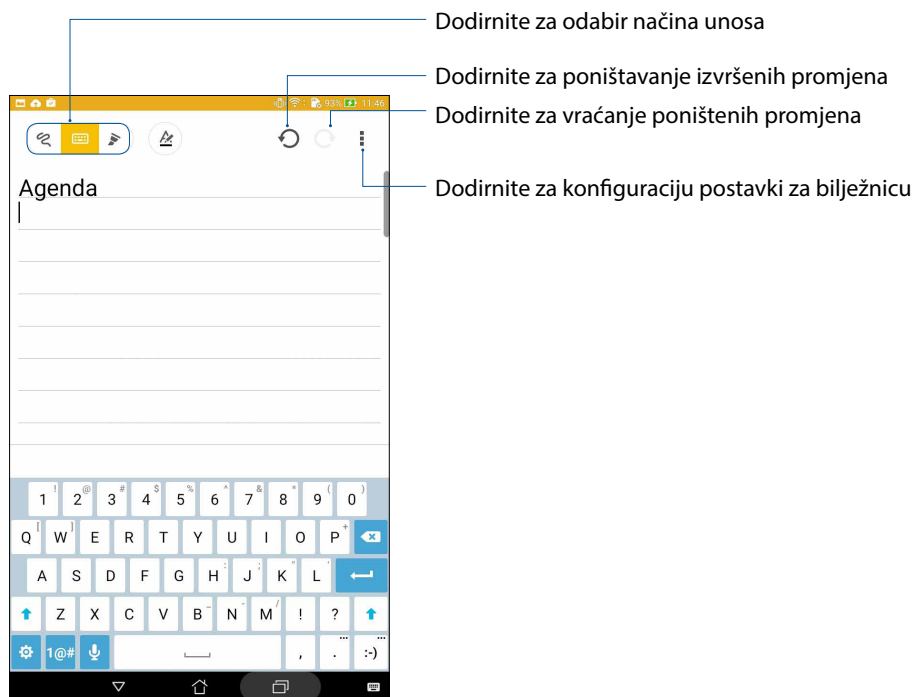 Dodirnite za odabir načina unosa
Dodirnite za poništavanje izvršenih promjena
Dodirnite za vraćanje poništenih promjena
Dodirnite za konfiguraciju postavki za bilježnicu
93% 11:46
Agenda
1 ! 2 @ 3 # 4 $ 5 % 6 ^ 7 & 8 * 9 ( 0 )
Q [ W ] E R T Y U I O P +
A S D F G H : J ; K " L '
Z X C V B _ N - M / ! ?
1@# , . ... :-) ...